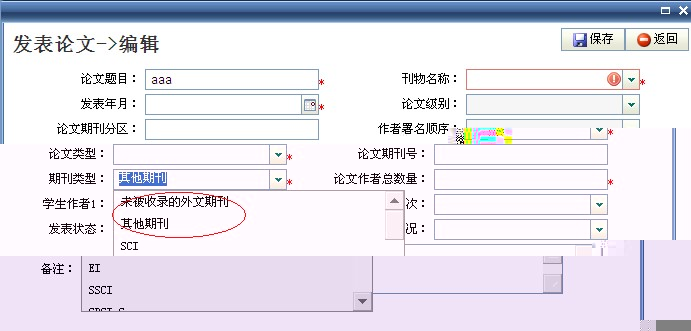 发表论文->编辑 保存 返回
论文题目： aaa * 刊物名称： *
发表年月： * 论文级别：
论文期刊分区： 作者署名顺序： *
论文类型： * 论文期刊号：
期刊类型： 其他期刊 * 论文作者总数量： *
学生作者1： 未被收录的外文期刊 次：
发表状态： 其他期刊 况：
SCI
备注： EI
SSCI